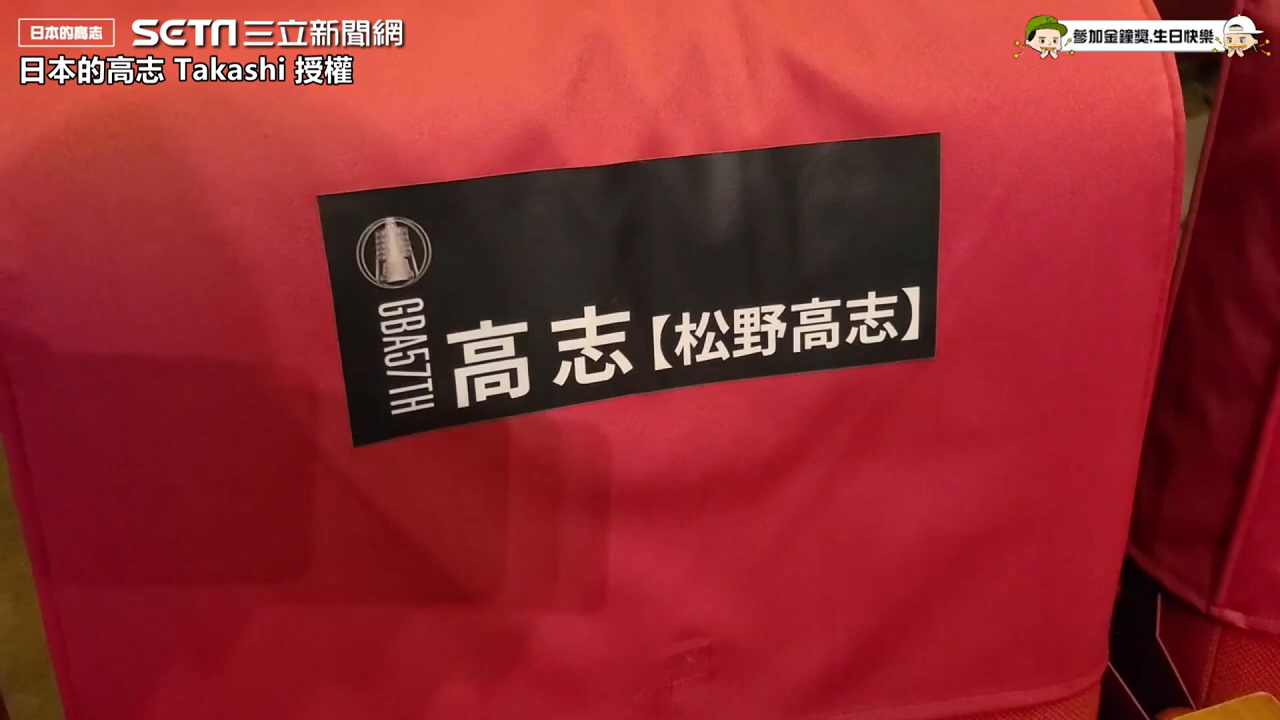 日本的高志
SETN三立新聞網
日本的高志 Takashi 授權
參加金鐘獎,生日快樂
GBA57TH
高志【松野高志】